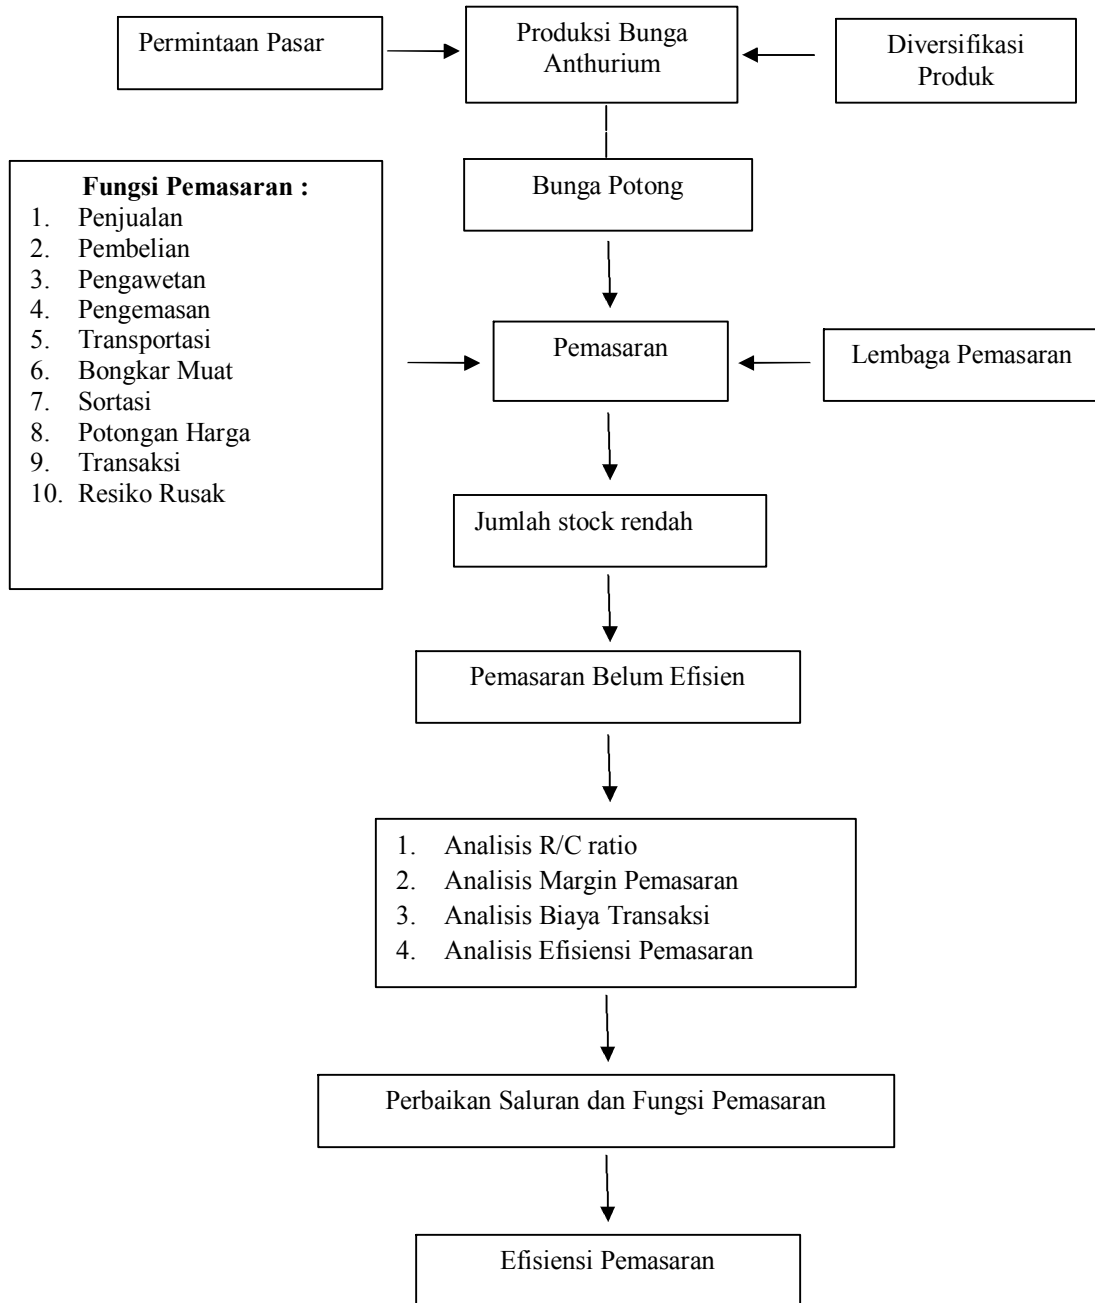 Permintaan Pasar
Produksi Bunga
Anthurium
Diversifikasi
Produk
Bunga Potong
Fungsi Pemasaran :
1. Penjualan
2. Pembelian
3. Pengawetan
4. Pengemasan
5. Transportasi
6. Bongkar Muat
7. Sortasi
8. Potongan Harga
9. Transaksi
10. Resiko Rusak
Pemasaran
Lembaga Pemasaran
Jumlah stock rendah
Pemasaran Belum Efisien
1. Analisis R/C ratio
2. Analisis Margin Pemasaran
3. Analisis Biaya Transaksi
4. Analisis Efisiensi Pemasaran
Perbaikan Saluran dan Fungsi Pemasaran
Efisiensi Pemasaran